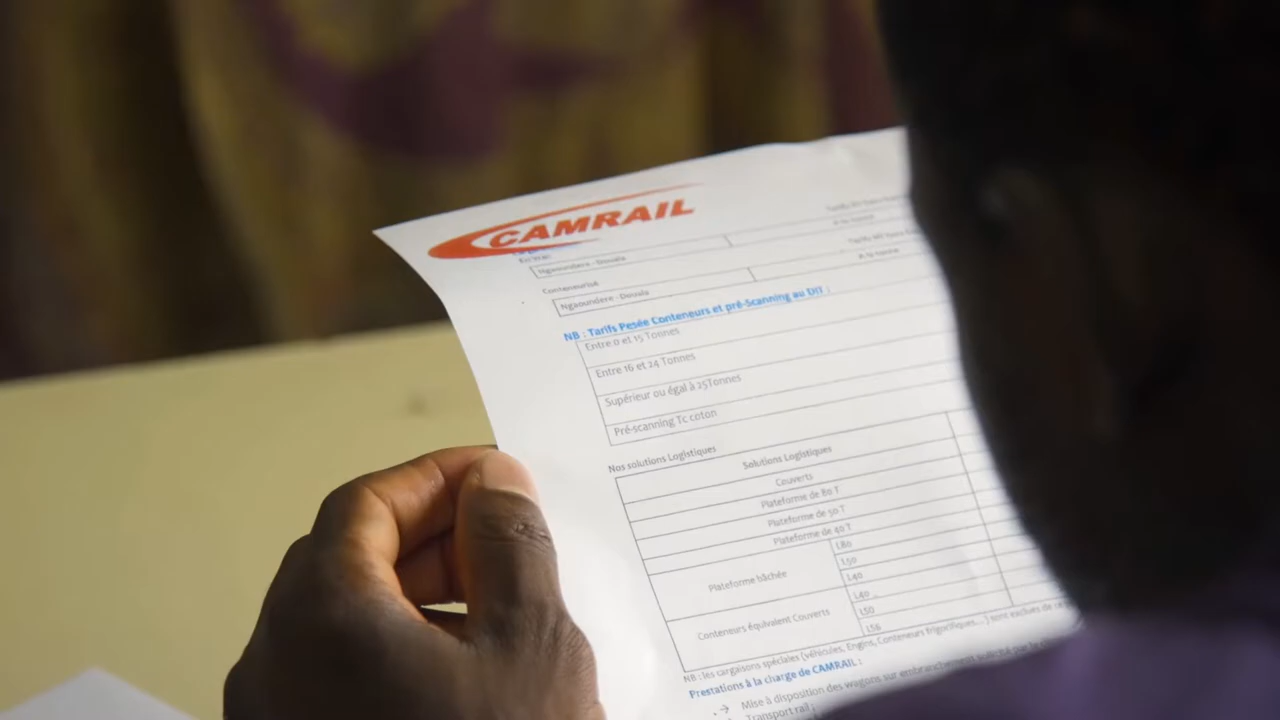 CAMRAIL
En vrac
Ngaoundere - Douala
Conteneurisé
Ngaoundere - Douala
NB : Tarifs Pesée Conteneurs et pré-Scanning au DIT :
Entre 0 et 15 Tonnes
Entre 16 et 24 Tonnes
Supérieur ou égal à 25Tonnes
Pré-scanning Tc coton
Nos solutions Logistiques
Solutions Logistiques
Couverts
Plateforme de 80 T
Plateforme de 50 T
Plateforme de 40 T
Plateforme bâchée
L80
L50
L40
Conteneurs équivalent Couverts
L40
L50
L56
NB : les cargaisons spéciales (véhicules, Engins, Conteneurs frigorifiques... ) sont exclues de
Prestations à la charge de CAMRAIL :
→ Mise à disposition des wagons sur embranchement
Transport rail ;